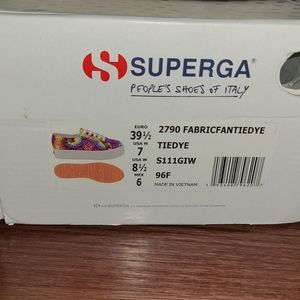 SUPERGA®
PEOPLE'S SHOES OF ITALY
EURO
39½
USA M
7
USA W
8½
MEX
6
2790 FABRICFANTIEDYE
TIEDYE
S111GIW
96F
MADE IN VIETNAM
SUPERGA